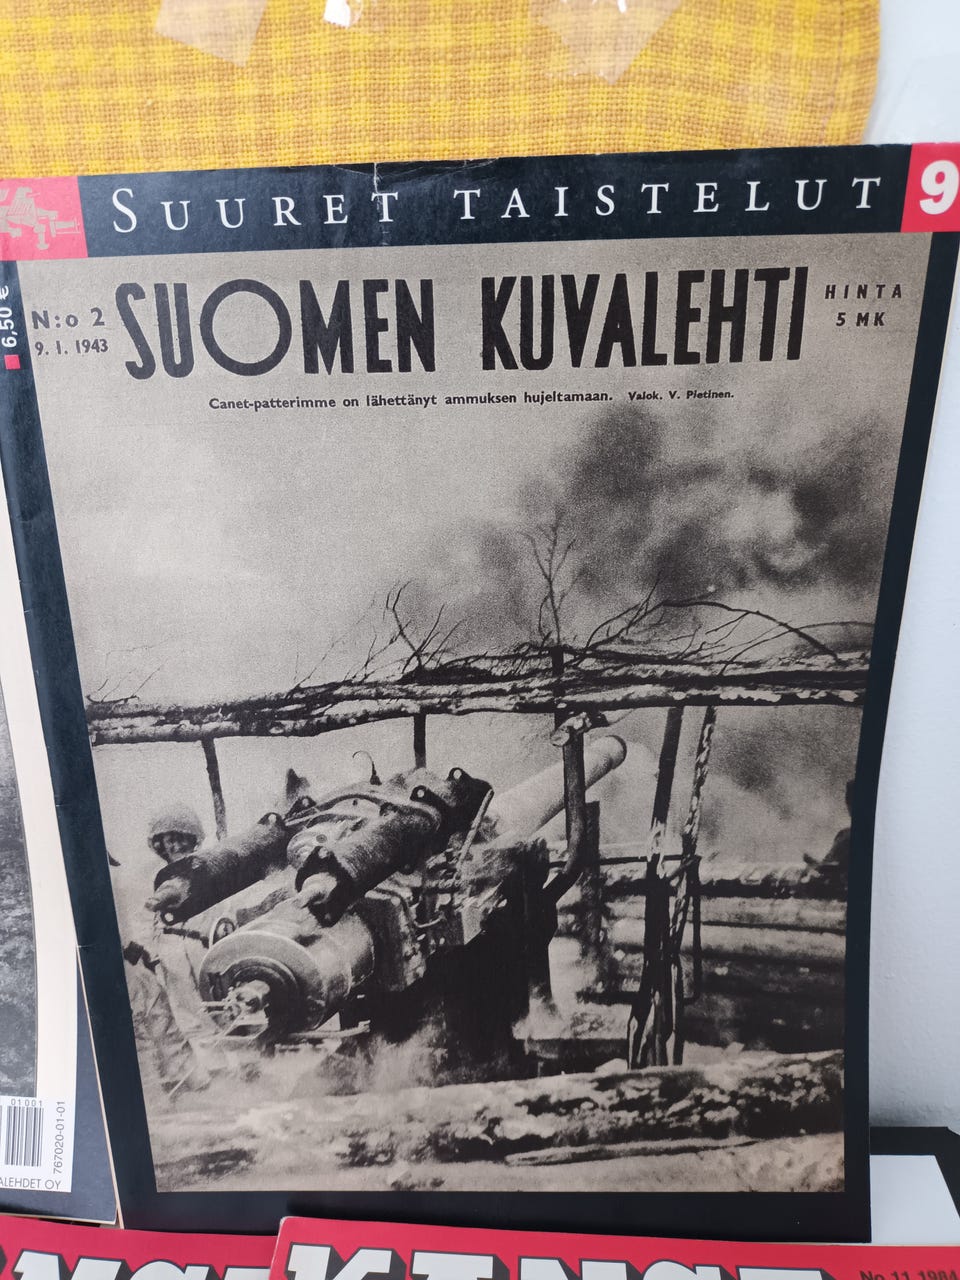 SUURET TAISTELUT 9
6,50 €
N:o 2
9. 1. 1943
SUOMEN KUVALEHTI
HINTA
5 MK
Canet-patterimme on lähettänyt ammuksen hujeltamaan. Valok. V. Pietinen.
01001
767020-01-01
ALEHDET OY
No 11 1984